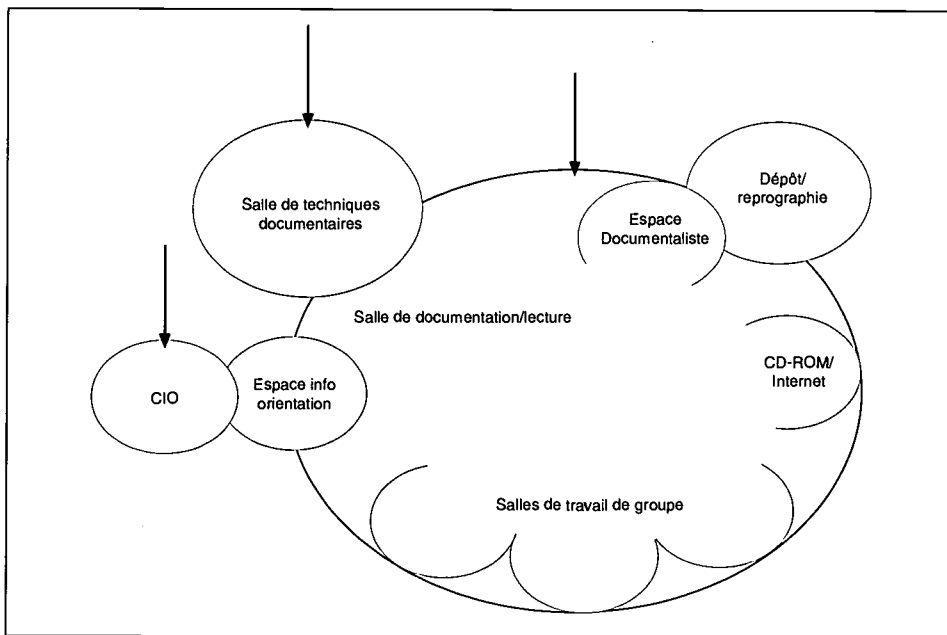 Salle de techniques
documentaires
Dépôt/
reprographie
Espace
Documentaliste
Salle de documentation/lecture
CD-ROM/
Internet
CIO
Espace info
orientation
Salles de travail de groupe